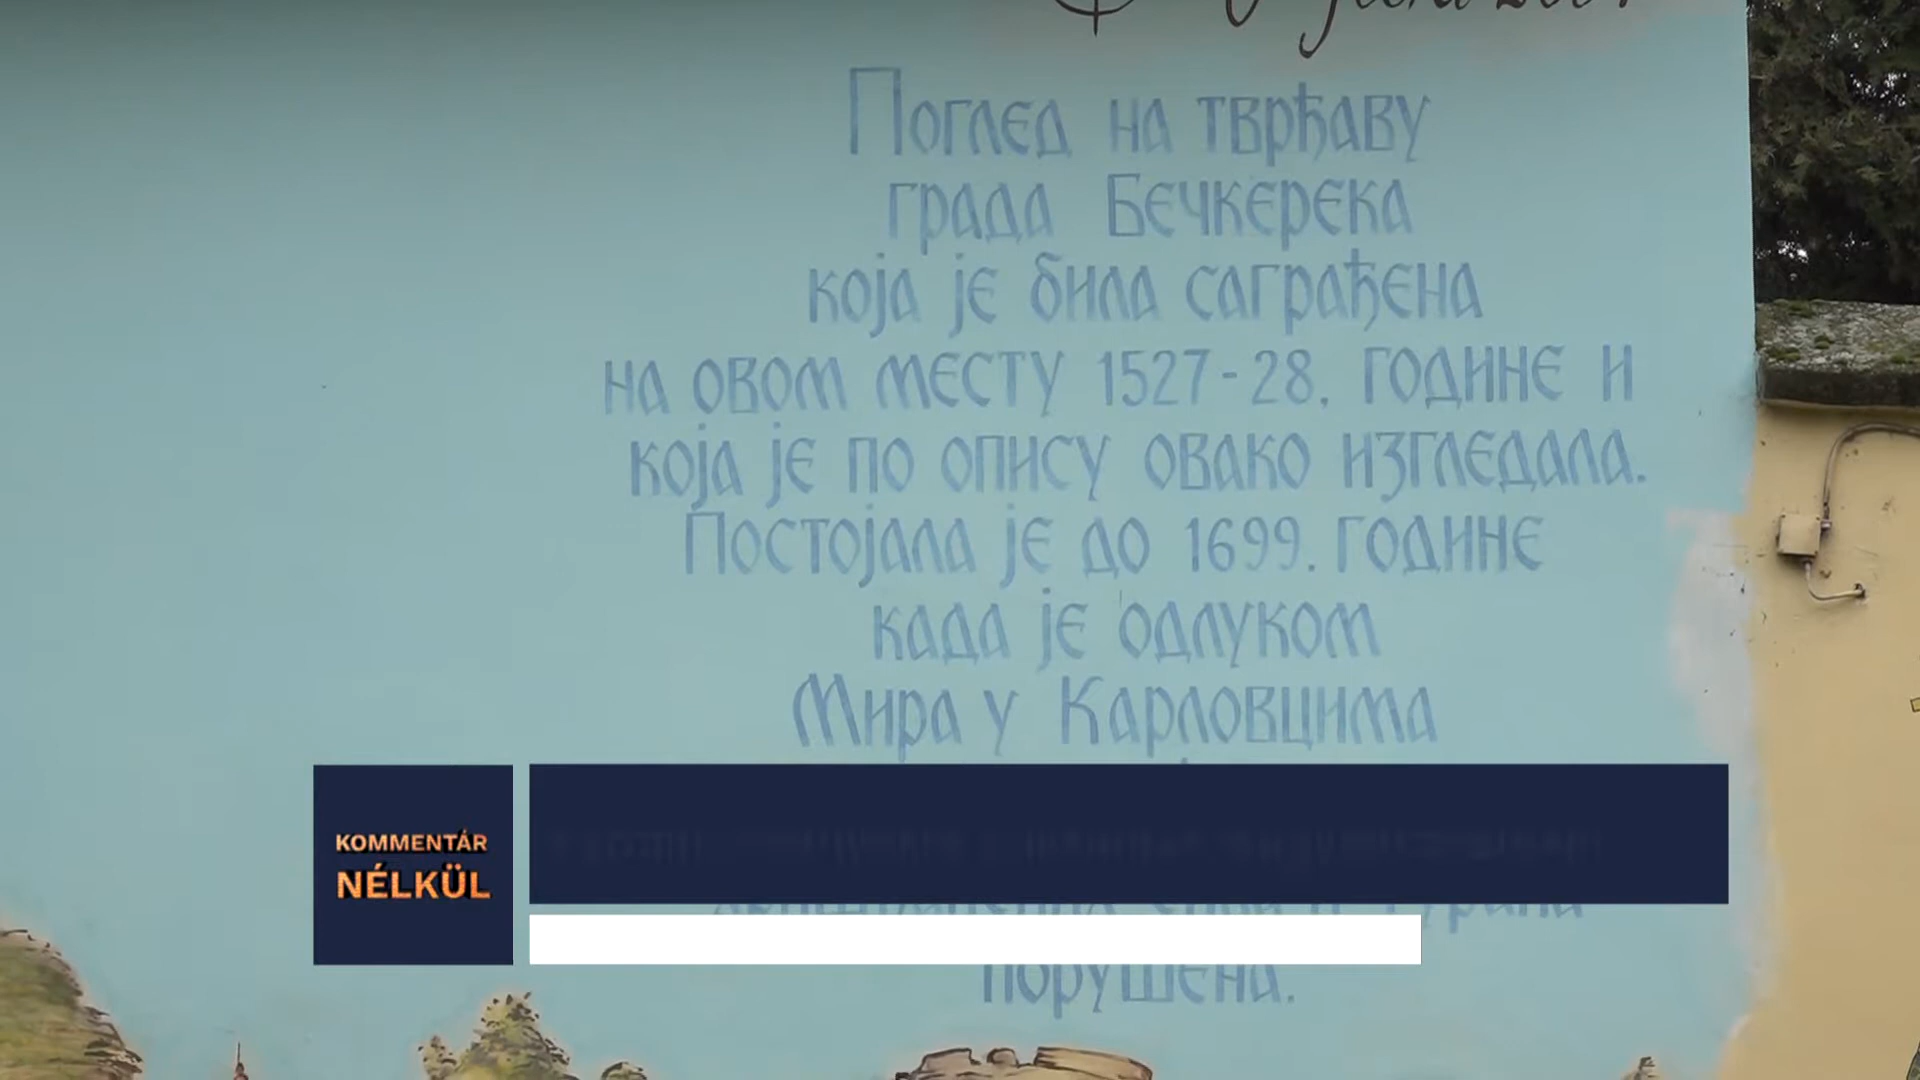 Поглед на тврђаву
града Бечкерека
која је била саграђена
на овом месту 1527-28. године и
која је по опису овако изгледала.
Постојала је до 1699. године
када је одлуком
Мира у Карловцима
порушена.
KOMMENTÁR
NÉLKÜL